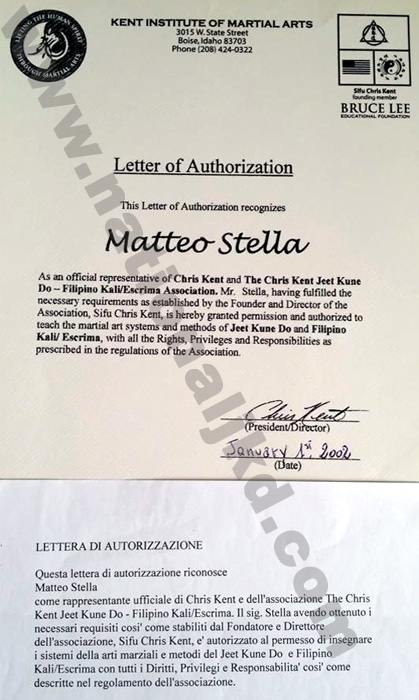 LIFTING THE HUMAN SPIRIT
THROUGH MARTIAL ARTS
KENT INSTITUTE OF MARTIAL ARTS
3015 W. State Street
Boise, Idaho 83703
Phone (208) 424-0322
Sifu Chris Kent
founding member
BRUCE LEE
EDUCATIONAL FOUNDATION
Letter of Authorization
This Letter of Authorization recognizes
Matteo Stella
As an official representative of Chris Kent and The Chris Kent Jeet Kune
Do – Filipino Kali/Escrima Association. Mr. Stella, having fulfilled the
necessary requirements as established by the Founder and Director of the
Association, Sifu Chris Kent, is hereby granted permission and authorized to
teach the martial art systems and methods of Jeet Kune Do and Filipino
Kali/ Escrima, with all the Rights, Privileges and Responsibilities as
prescribed in the regulations of the Association.
Chris Kent
(President/Director)
January 1st, 2002
(Date)
LETTERA DI AUTORIZZAZIONE
Questa lettera di autorizzazione riconosce
Matteo Stella
come rappresentante ufficiale di Chris Kent e dell'associazione The Chris
Kent Jeet Kune Do - Filipino Kali/Escrima. Il sig. Stella avendo ottenuto i
necessari requisiti cosi' come stabiliti dal Fondatore e Direttore
dell'associazione, Sifu Chris Kent, e' autorizzato al permesso di insegnare
i sistemi della arti marziali e metodi del Jeet Kune Do e Filipino
Kali/Escrima con tutti i Diritti, Privilegi e Responsabilita' cosi' come
descritte nel regolamento dell'associazione.